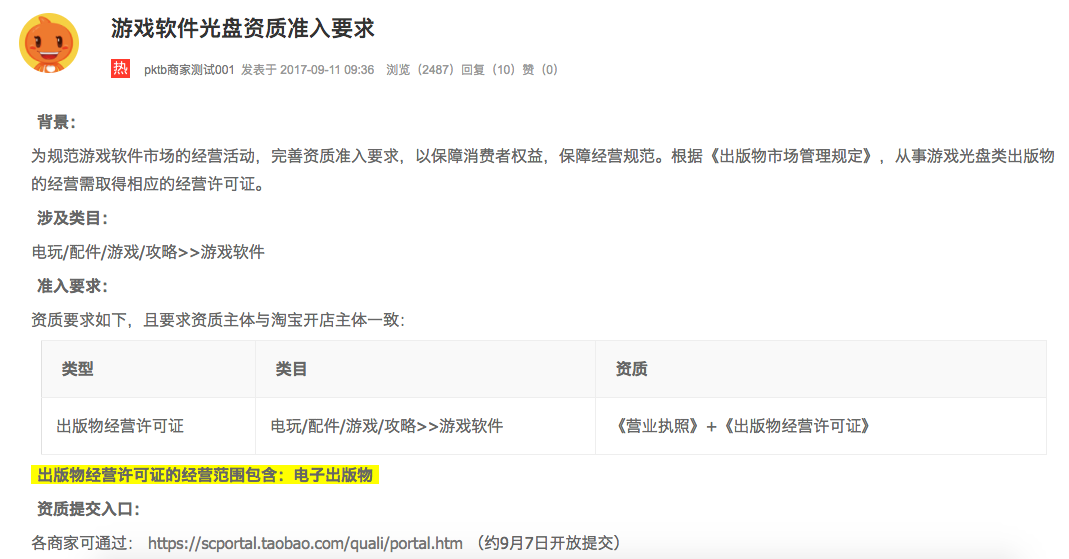 游戏软件光盘资质准入要求
热 pktb商家测试001 发表于 2017-09-11 09:36 浏览（2487）回复（10）赞（0）
背景：
为规范游戏软件市场的经营活动，完善资质准入要求，以保障消费者权益，保障经营规范。根据《出版物市场管理规定》，从事游戏光盘类出版物
的经营需取得相应的经营许可证。
涉及类目：
电玩/配件/游戏/攻略>>游戏软件
准入要求：
资质要求如下，且要求资质主体与淘宝开店主体一致：
类型 类目 资质
出版物经营许可证 电玩/配件/游戏/攻略>>游戏软件 《营业执照》+《出版物经营许可证》
出版物经营许可证的经营范围包含：电子出版物
资质提交入口：
各商家可通过： https://scportal.taobao.com/quali/portal.htm （约9月7日开放提交）